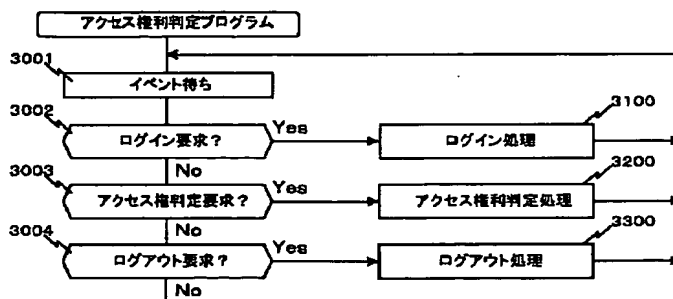 アクセス権利判定プログラム
3001
イベント待ち
3002
ログイン要求？
Yes
3100
ログイン処理
No
3003
アクセス権判定要求？
Yes
3200
アクセス権利判定処理
No
3004
ログアウト要求？
Yes
3300
ログアウト処理
No